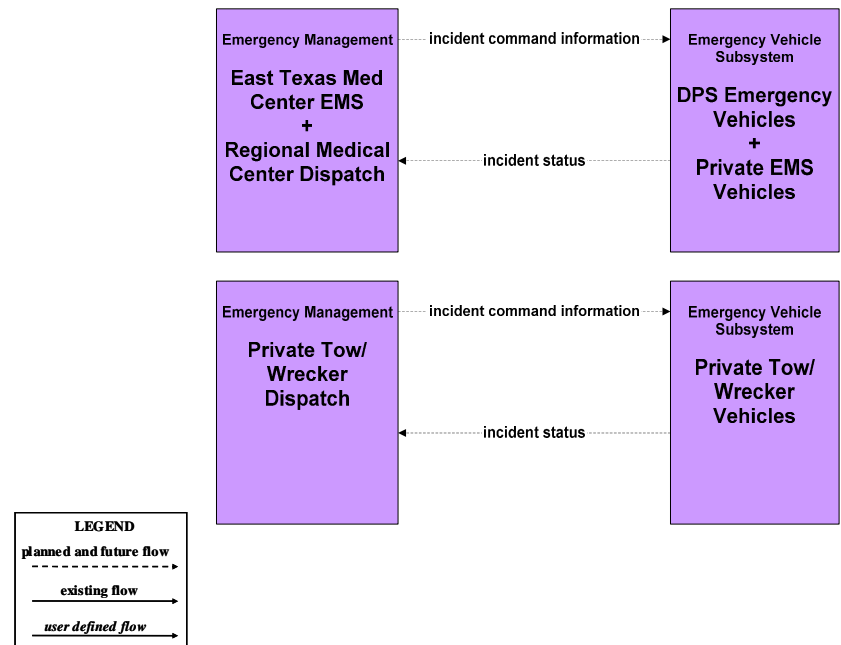 Emergency Management
East Texas Med
Center EMS
+
Regional Medical
Center Dispatch
incident command information
incident status
Emergency Vehicle
Subsystem
DPS Emergency
Vehicles
+
Private EMS
Vehicles
Emergency Management
Private Tow/
Wrecker
Dispatch
incident command information
incident status
Emergency Vehicle
Subsystem
Private Tow/
Wrecker
Vehicles
LEGEND
planned and future flow
existing flow
user defined flow